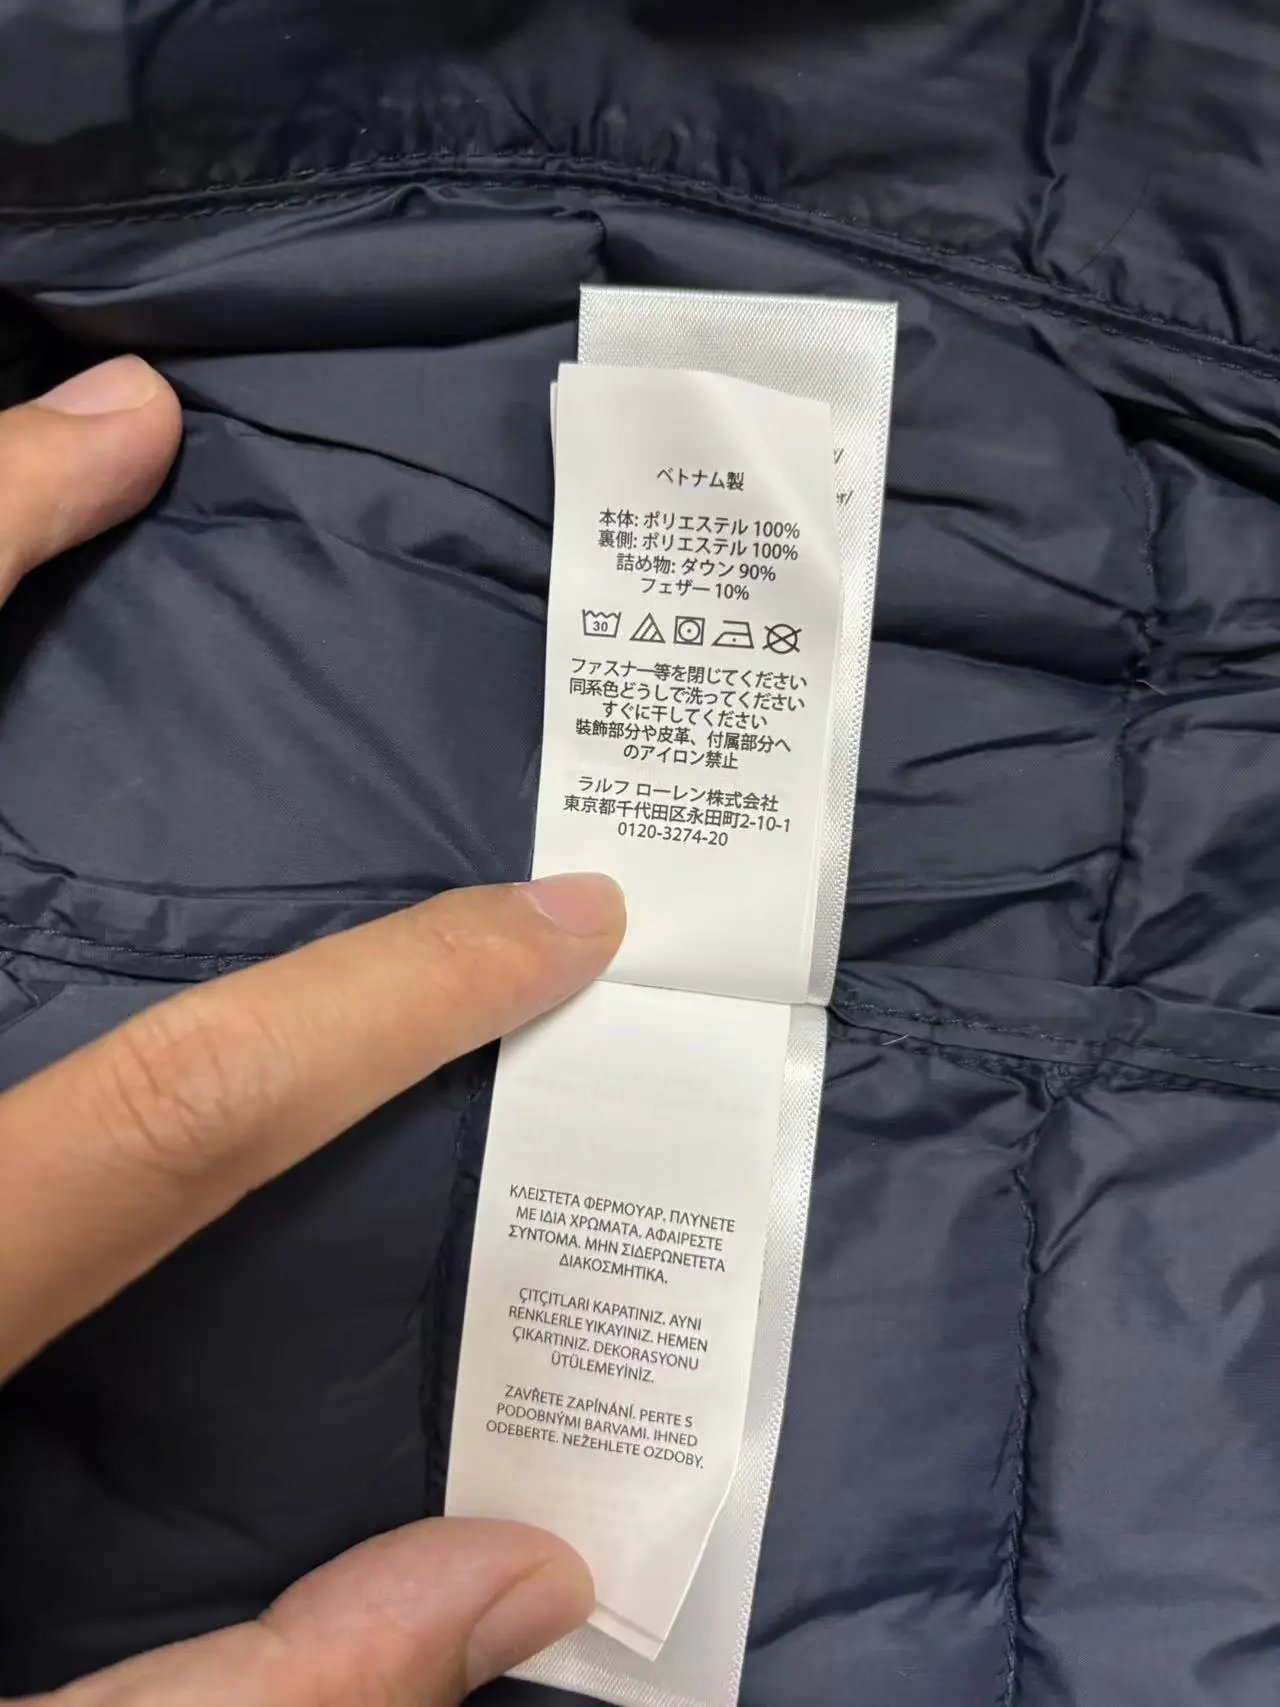 ベトナム製
本体: ポリエステル 100%
裏側: ポリエステル 100%
詰め物: ダウン 90%
フェザー 10%
30
ファスナー等を閉じてください
同系色どうしで洗ってください
すぐに干してください
装飾部分や皮革、付属部分へ
のアイロン禁止
ラルフ ローレン株式会社
東京都千代田区永田町2-10-1
0120-3274-20
ΚΛΕΙΣΤΕΤΑ ΦΕΡΜΟΥΑΡ. ΠΛΥΝΕΤΕ
ΜΕ ΙΔΙΑ ΧΡΩΜΑΤΑ. ΑΦΑΙΡΕΣΤΕ
ΣΥΝΤΟΜΑ. ΜΗΝ ΣΙΔΕΡΩΝΕΤΕΤΑ
ΔΙΑΚΟΣΜΗΤΙΚΑ.
ÇITÇITLARI KAPATINIZ. AYNI
RENKLERLE YIKAYINIZ. HEMEN
ÇIKARTINIZ. DEKORASYONU
ÜTÜLEMEYİNİZ.
ZAVŘETE ZAPÍNÁNÍ. PERTE S
PODOBNÝMI BARVAMI. IHNED
ODEBERTE. NEŽEHLETE OZDOBY.